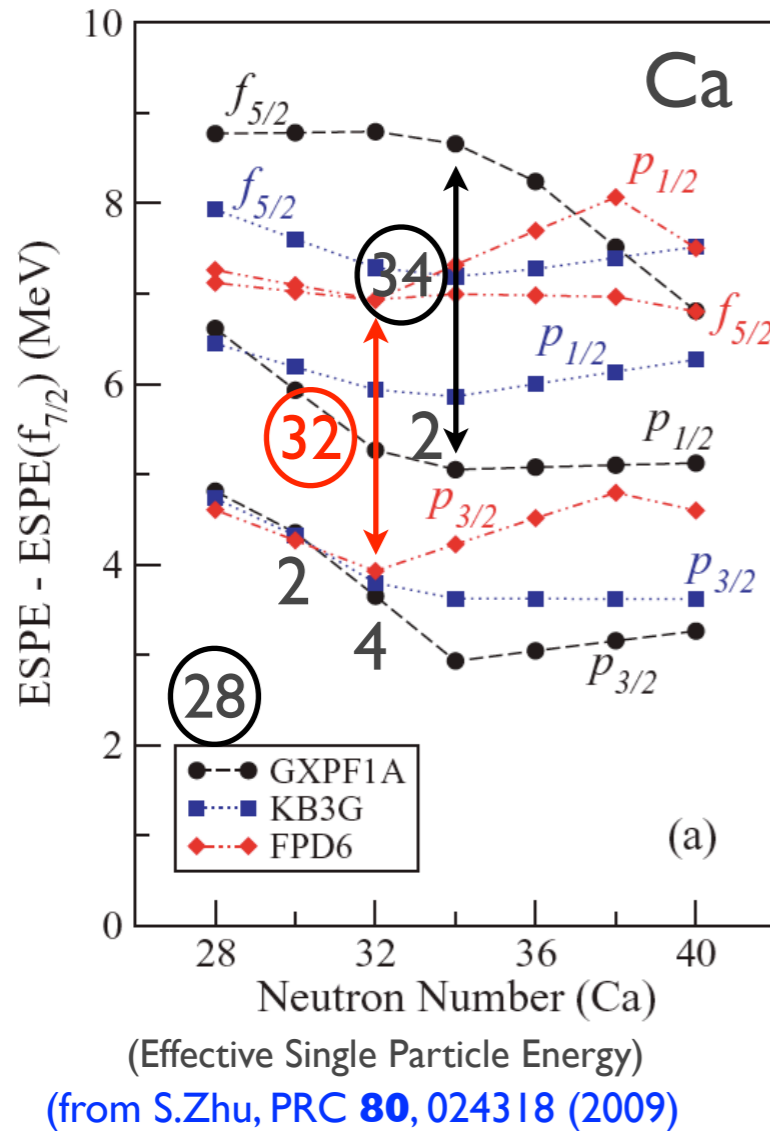 10
Ca
f5/2
p1/2
8
f5/2
34
f5/2
p1/2
6
32
2
p1/2
p3/2
4
2
p3/2
4
p3/2
28
2
GXPF1A
KB3G
FPD6
(a)
0
28 32 36 40
ESPE - ESPE(f7/2) (MeV)
Neutron Number (Ca)
(Effective Single Particle Energy)
(from S.Zhu, PRC 80, 024318 (2009)